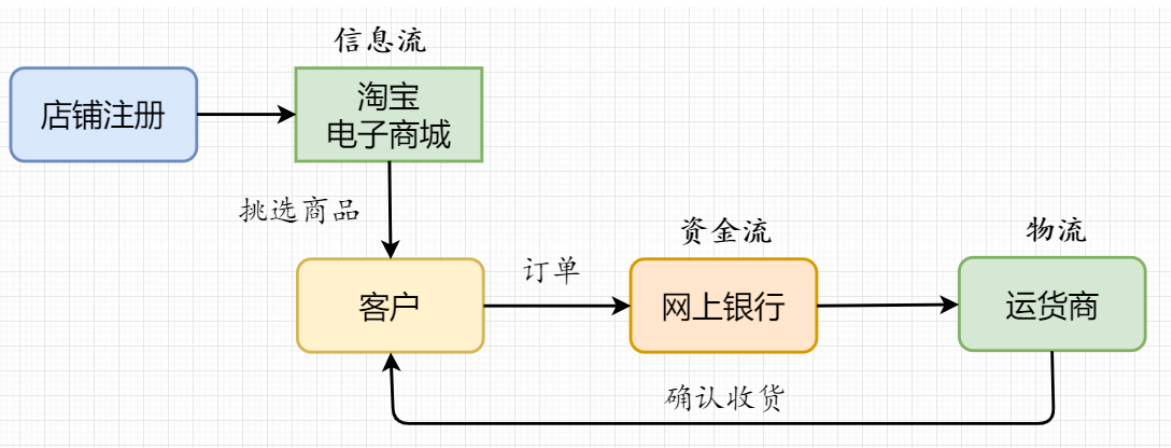 信息流
店铺注册
淘宝
电子商城
挑选商品
资金流
物流
订单
客户
网上银行
运货商
确认收货